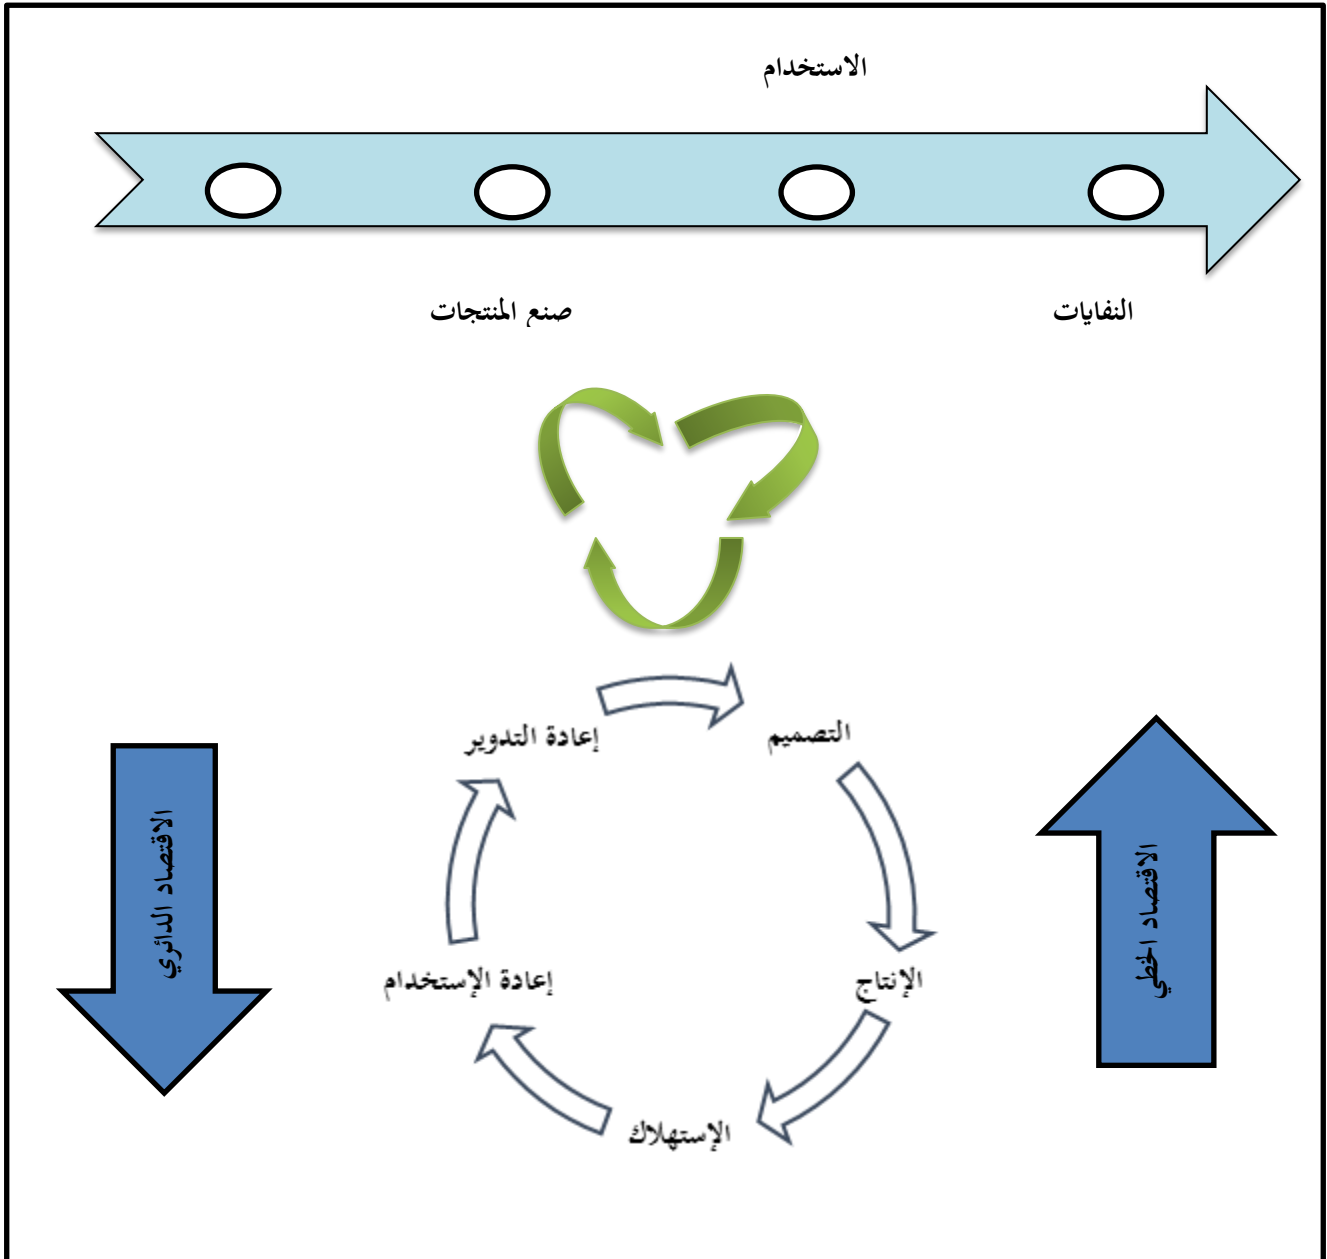 الاستخدام
صنع المنتجات
النفايات
إعادة التدوير
التصميم
الاقتصاد الدائري
الاقتصاد الخطي
إعادة الإستخدام
الإنتاج
الإستهلاك